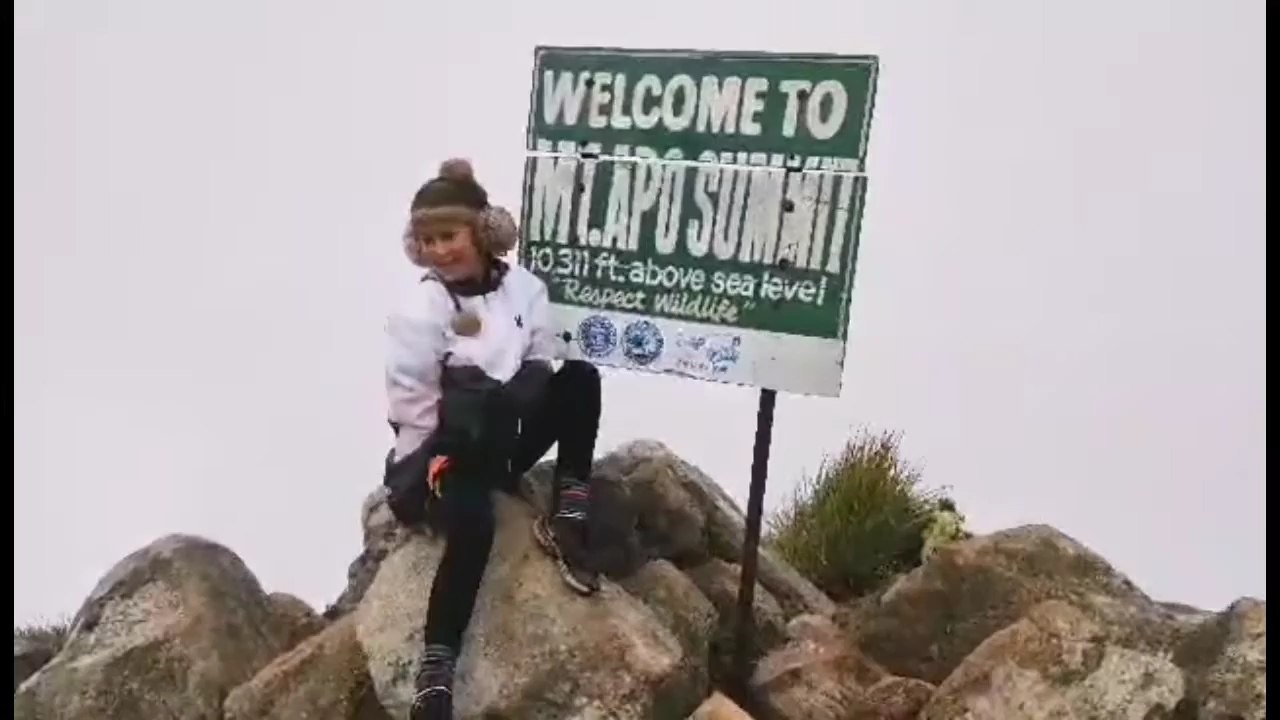 WELCOME TO
MT. APO SUMMIT
10,311 ft. above sea level
"Respect Wildlife"